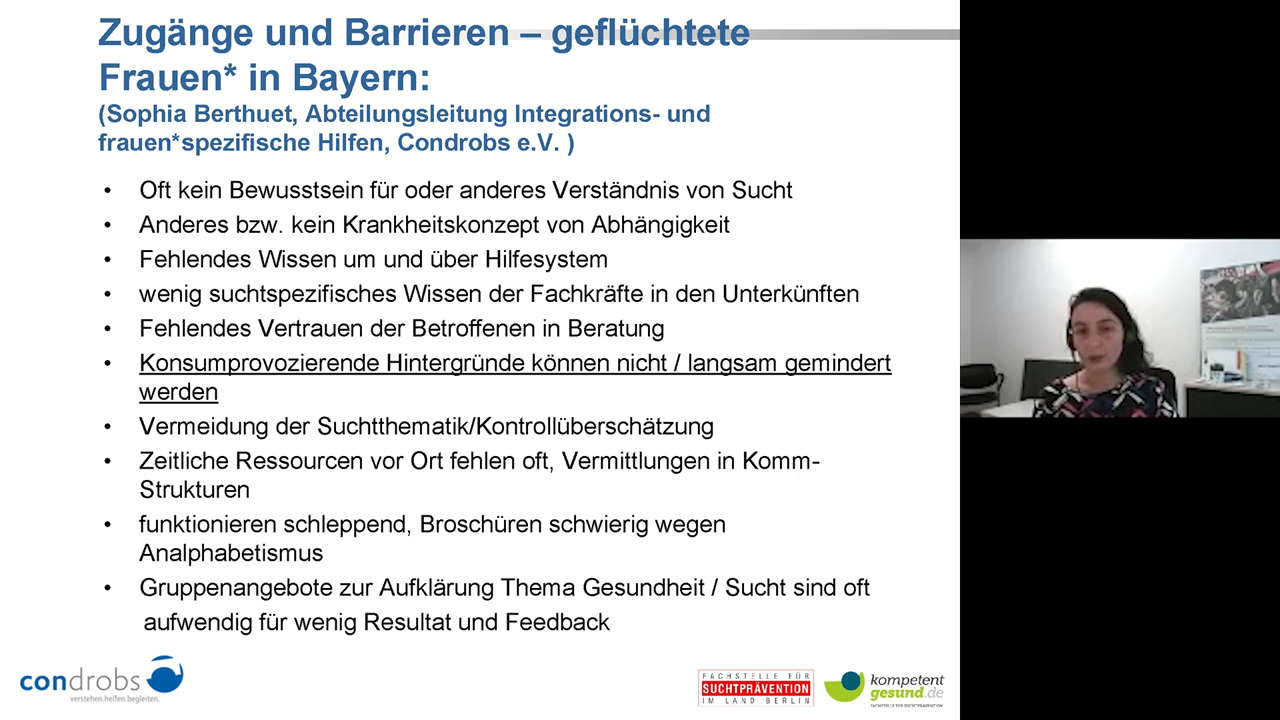 Zugänge und Barrieren – geflüchtete
Frauen* in Bayern:
(Sophia Berthuet, Abteilungsleitung Integrations- und
frauen*spezifische Hilfen, Condrobs e.V. )
• Oft kein Bewusstsein für oder anderes Verständnis von Sucht
• Anderes bzw. kein Krankheitskonzept von Abhängigkeit
• Fehlendes Wissen um und über Hilfesystem
• wenig suchtspezifisches Wissen der Fachkräfte in den Unterkünften
• Fehlendes Vertrauen der Betroffenen in Beratung
• Konsumprovozierende Hintergründe können nicht / langsam gemindert
werden
• Vermeidung der Suchtthematik/Kontrollüberschätzung
• Zeitliche Ressourcen vor Ort fehlen oft, Vermittlungen in Komm-
Strukturen
• funktionieren schleppend, Broschüren schwierig wegen
Analphabetismus
• Gruppenangebote zur Aufklärung Thema Gesundheit / Sucht sind oft
aufwendig für wenig Resultat und Feedback
condrobs
verstehen.helfen.begleiten.
FACHSTELLE FÜR
SUCHTPRÄVENTION
IM LAND BERLIN
kompetent
gesund.de
FACHSTELLE FÜR SUCHTPRÄVENTION